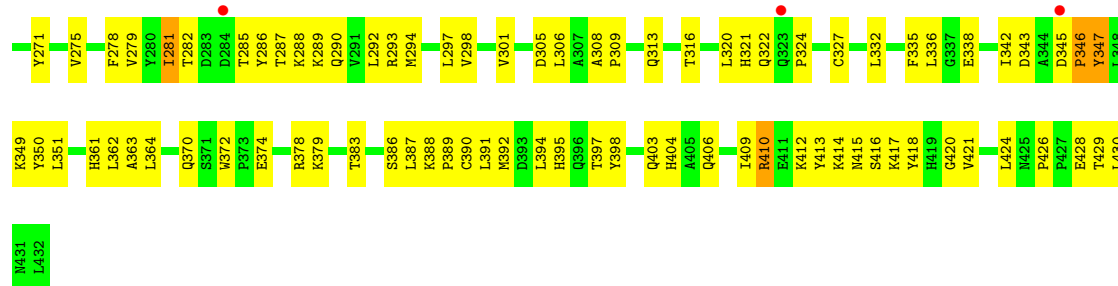 Y271 V275 F278 V279 Y280 I281 T282 D283 D284 T285 Y286 T287 K288 K289 Q290 V291 L292 R293 M294 L297 V298 V301 D305 L306 A307 A308 P309 Q313 T316 L320 H321 Q322 Q323 P324 C327 L332 F335 L336 G337 E338 I342 D343 A344 D345 P346 Y347 L348
K349 Y350 L351 H361 L362 A363 L364 Q370 S371 W372 P373 E374 R378 K379 T383 S386 L387 K388 P389 C390 L391 M392 D393 L394 H395 Q396 T397 Y398 Q403 H404 A405 Q406 I409 R410 E411 K412 Y413 K414 N415 S416 K417 Y418 H419 G420 V421 L424 N425 P426 P427 E428 T429 L430
N431 L432